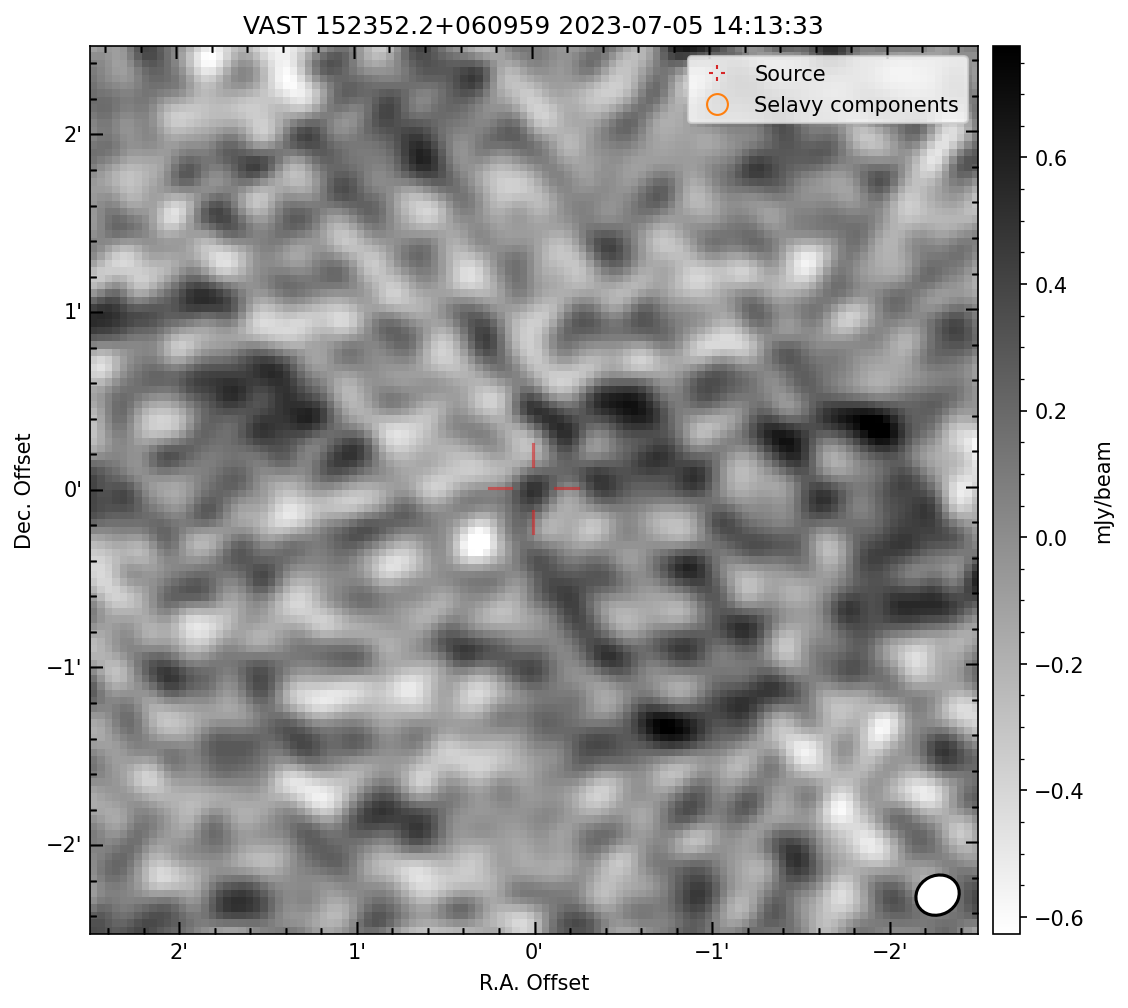 VAST 152352.2+060959 2023-07-05 14:13:33
Source
Selavy components
2'
1'
0'
−1'
−2'
Dec. Offset
2'
1'
0'
−1'
−2'
R.A. Offset
0.6
0.4
0.2
0.0
−0.2
−0.4
−0.6
mJy/beam